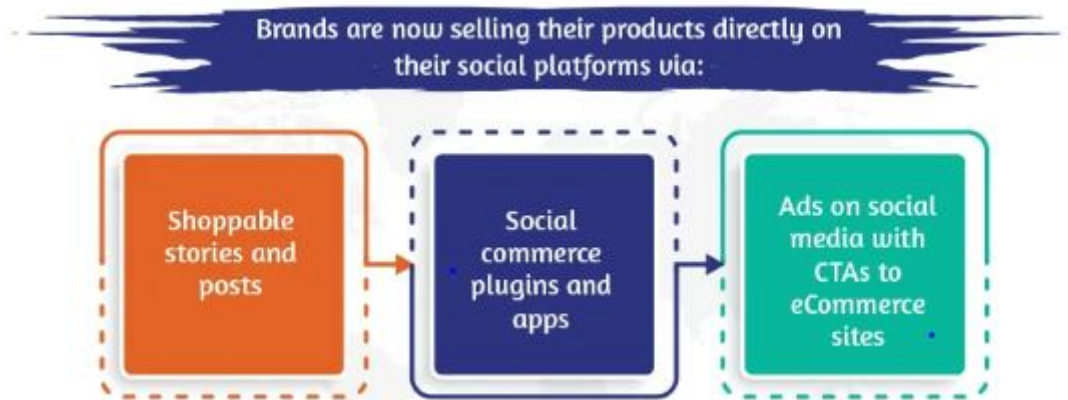 Brands are now selling their products directly on
their social platforms via:
Shoppable
stories and
posts
Social
commerce
plugins and
apps
Ads on social
media with
CTAs to
eCommerce
sites